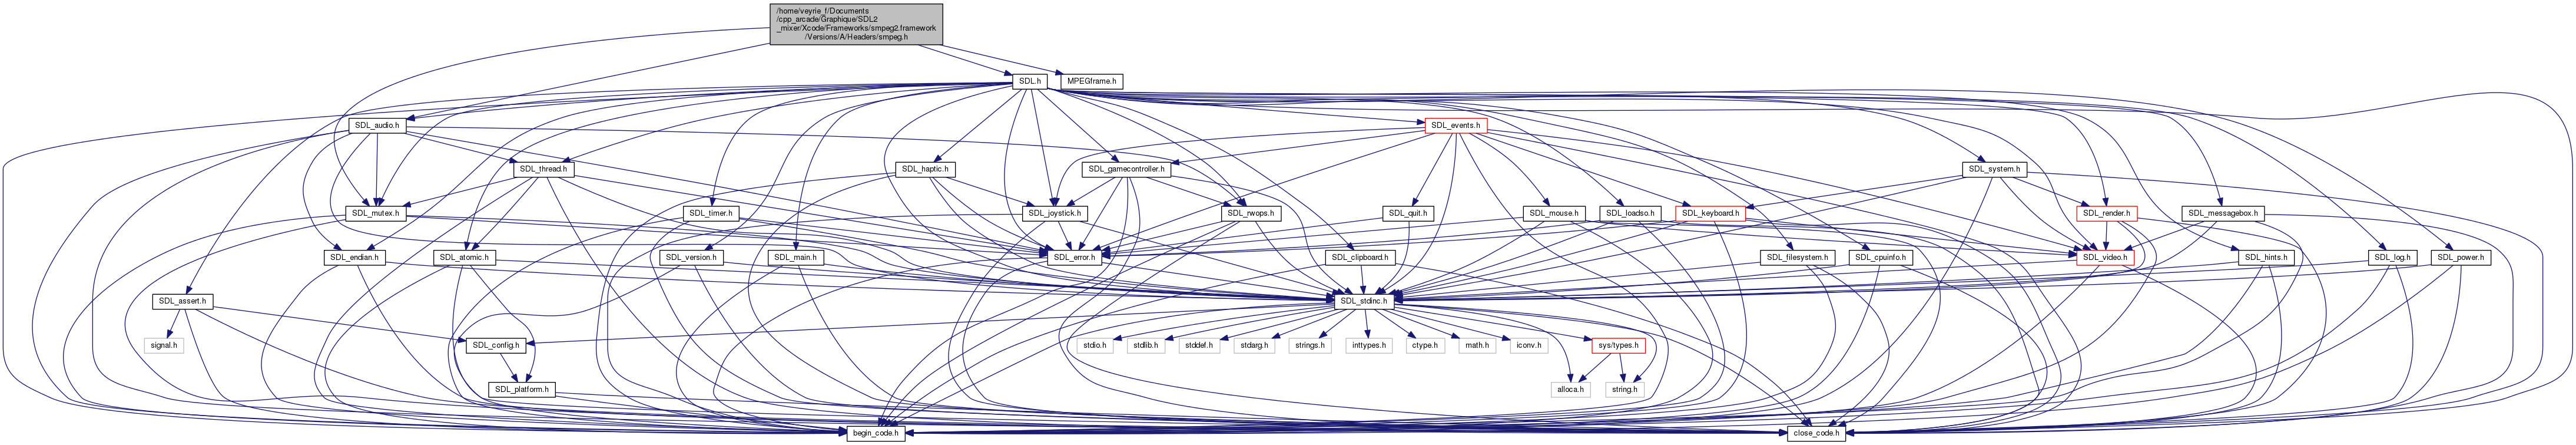 /home/veyrie_f/Documents
/cpp_arcade/Graphique/SDL2
_mixer/Xcode/Frameworks/smpeg2.framework
/Versions/A/Headers/smpeg.h
SDL.h
MPEGframe.h
SDL_audio.h
SDL_events.h
SDL_thread.h
SDL_haptic.h
SDL_gamecontroller.h
SDL_system.h
SDL_mutex.h
SDL_timer.h
SDL_joystick.h
SDL_rwops.h
SDL_quit.h
SDL_mouse.h
SDL_loadso.h
SDL_keyboard.h
SDL_render.h
SDL_messagebox.h
SDL_endian.h
SDL_atomic.h
SDL_version.h
SDL_main.h
SDL_error.h
SDL_clipboard.h
SDL_filesystem.h
SDL_cpuinfo.h
SDL_video.h
SDL_hints.h
SDL_log.h
SDL_power.h
SDL_assert.h
SDL_stdinc.h
signal.h
SDL_config.h
stdio.h
stdlib.h
stddef.h
stdarg.h
strings.h
inttypes.h
ctype.h
math.h
iconv.h
sys/types.h
SDL_platform.h
alloca.h
string.h
begin_code.h
close_code.h